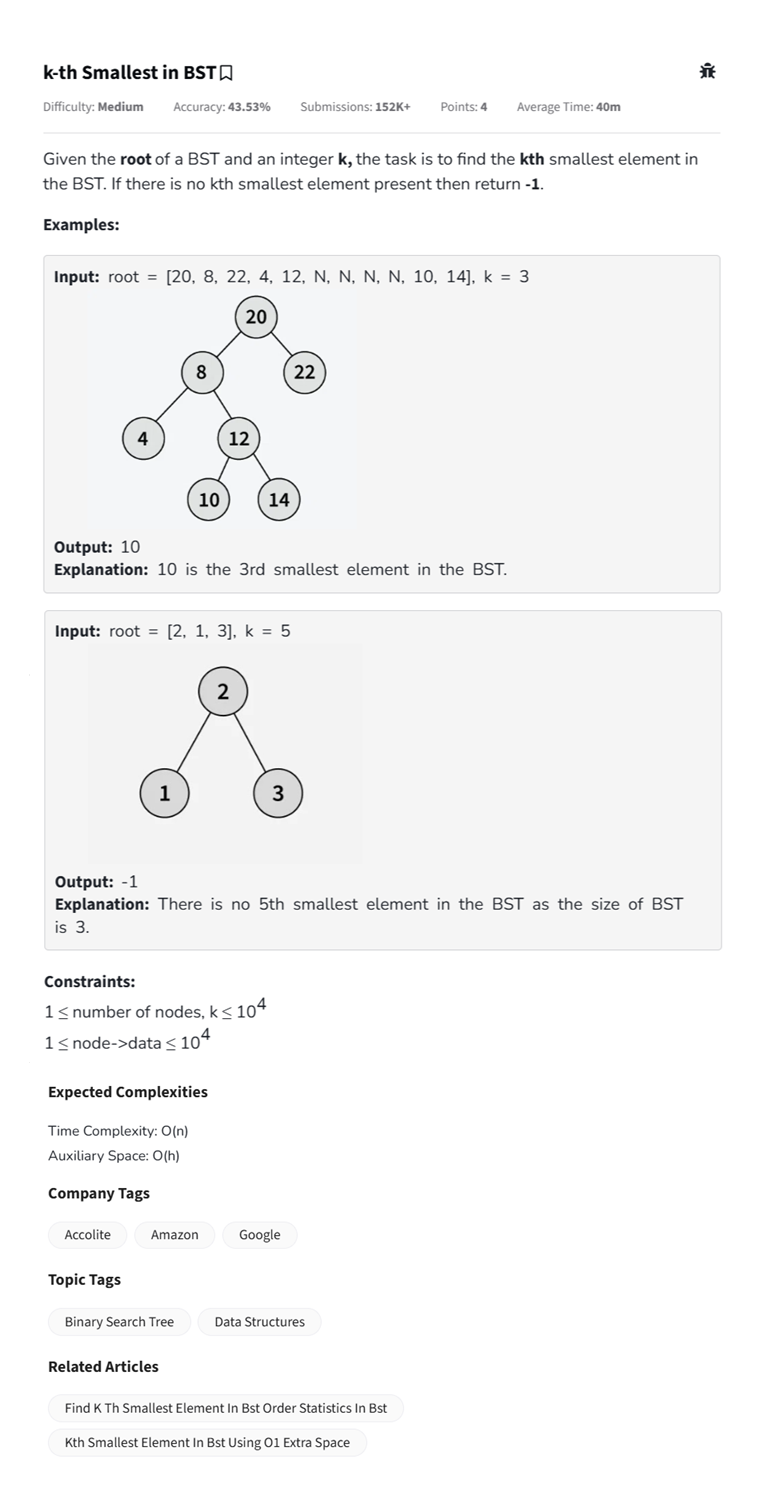 k-th Smallest in BST
Difficulty: Medium Accuracy: 43.53% Submissions: 152K+ Points: 4 Average Time: 40m
Given the root of a BST and an integer k, the task is to find the kth smallest element in
the BST. If there is no kth smallest element present then return -1.
Examples:
Input: root = [20, 8, 22, 4, 12, N, N, N, N, 10, 14], k = 3
20
8 22
4 12
10 14
Output: 10
Explanation: 10 is the 3rd smallest element in the BST.
Input: root = [2, 1, 3], k = 5
2
1 3
Output: -1
Explanation: There is no 5th smallest element in the BST as the size of BST
is 3.
Constraints:
1 ≤ number of nodes, k ≤ 10^4
1 ≤ node->data ≤ 10^4
Expected Complexities
Time Complexity: O(n)
Auxiliary Space: O(h)
Company Tags
Accolite Amazon Google
Topic Tags
Binary Search Tree Data Structures
Related Articles
Find K Th Smallest Element In Bst Order Statistics In Bst
Kth Smallest Element In Bst Using O1 Extra Space